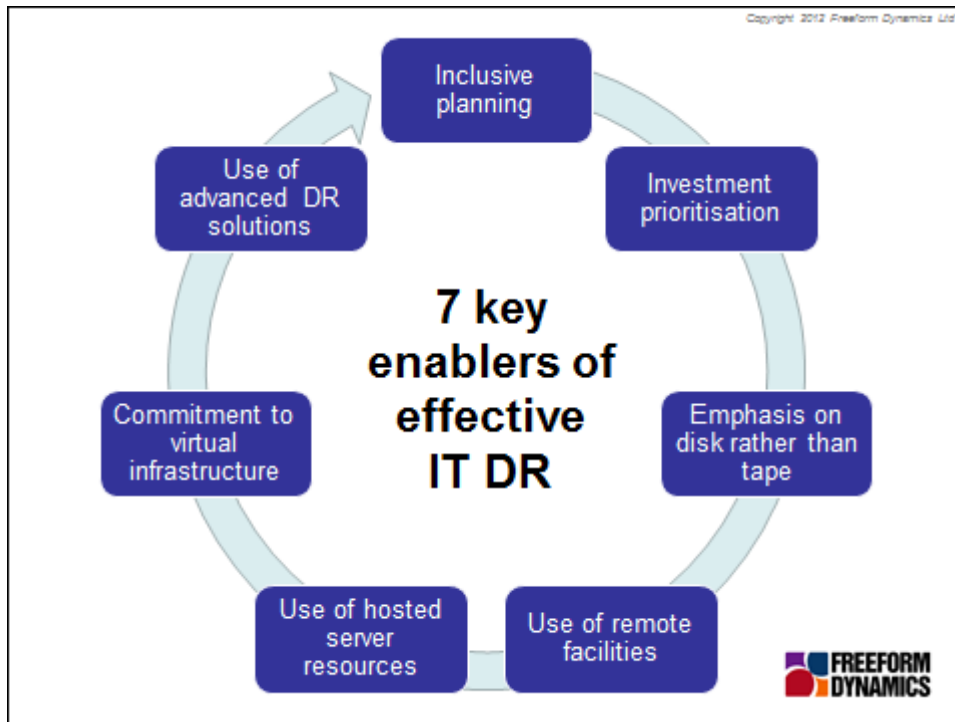 Copyright 2012 Freeform Dynamics Ltd
Inclusive
planning
Investment
prioritisation
Emphasis on
disk rather than
tape
Use of remote
facilities
Use of hosted
server
resources
Commitment to
virtual
infrastructure
Use of
advanced DR
solutions
7 key
enablers of
effective
IT DR
FREEFORM
DYNAMICS